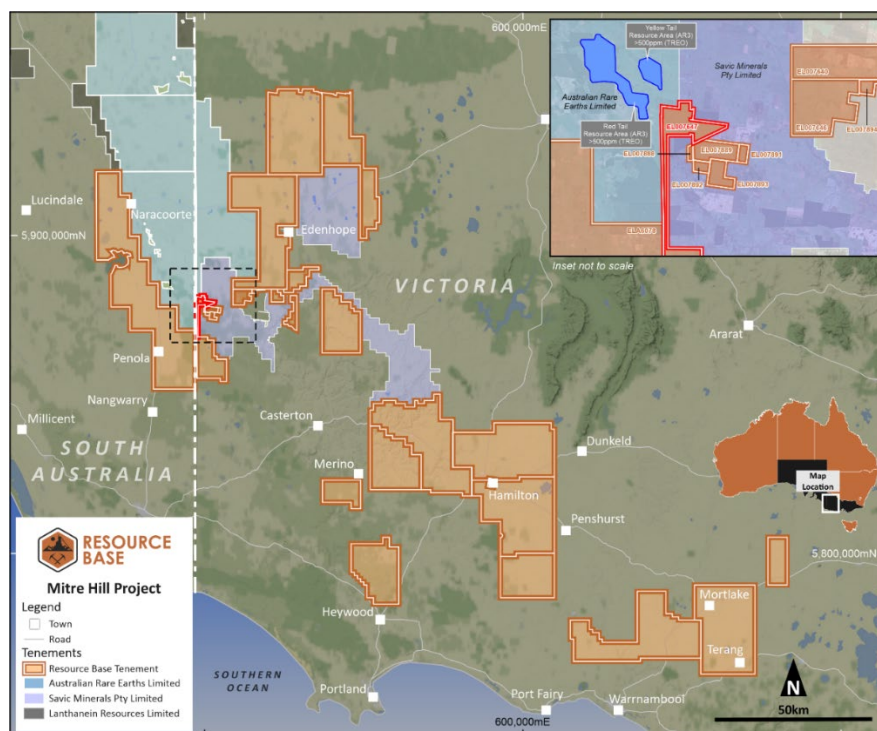 600,000mE
Lucindale
Naracoorte
5,900,000mN
Edenhope
VICTORIA
Ararat
Penola
Nangwarry
Millicent
Casterton
SOUTH
AUSTRALIA
Merino
Dunkeld
Hamilton
Penshurst
5,800,000mN
Heywood
Mortlake
Terang
SOUTHERN
OCEAN
Portland
Port Fairy
Warrnambool
600,000mE
N
50km
Map
Location
Yellow Tail
Resource Area (AR3)
>500ppm (TREO)
Savic Minerals
Pty Limited
Australian Rare
Earths Limited
Red Tail
Resource Area (AR3)
>500ppm (TREO)
EL007647
EL007891
EL007646
Inset not to scale
RESOURCE
BASE
Mitre Hill Project
Legend
Town
Road
Tenements
Resource Base Tenement
Australian Rare Earths Limited
Savic Minerals Pty Limited
Lanthanein Resources Limited